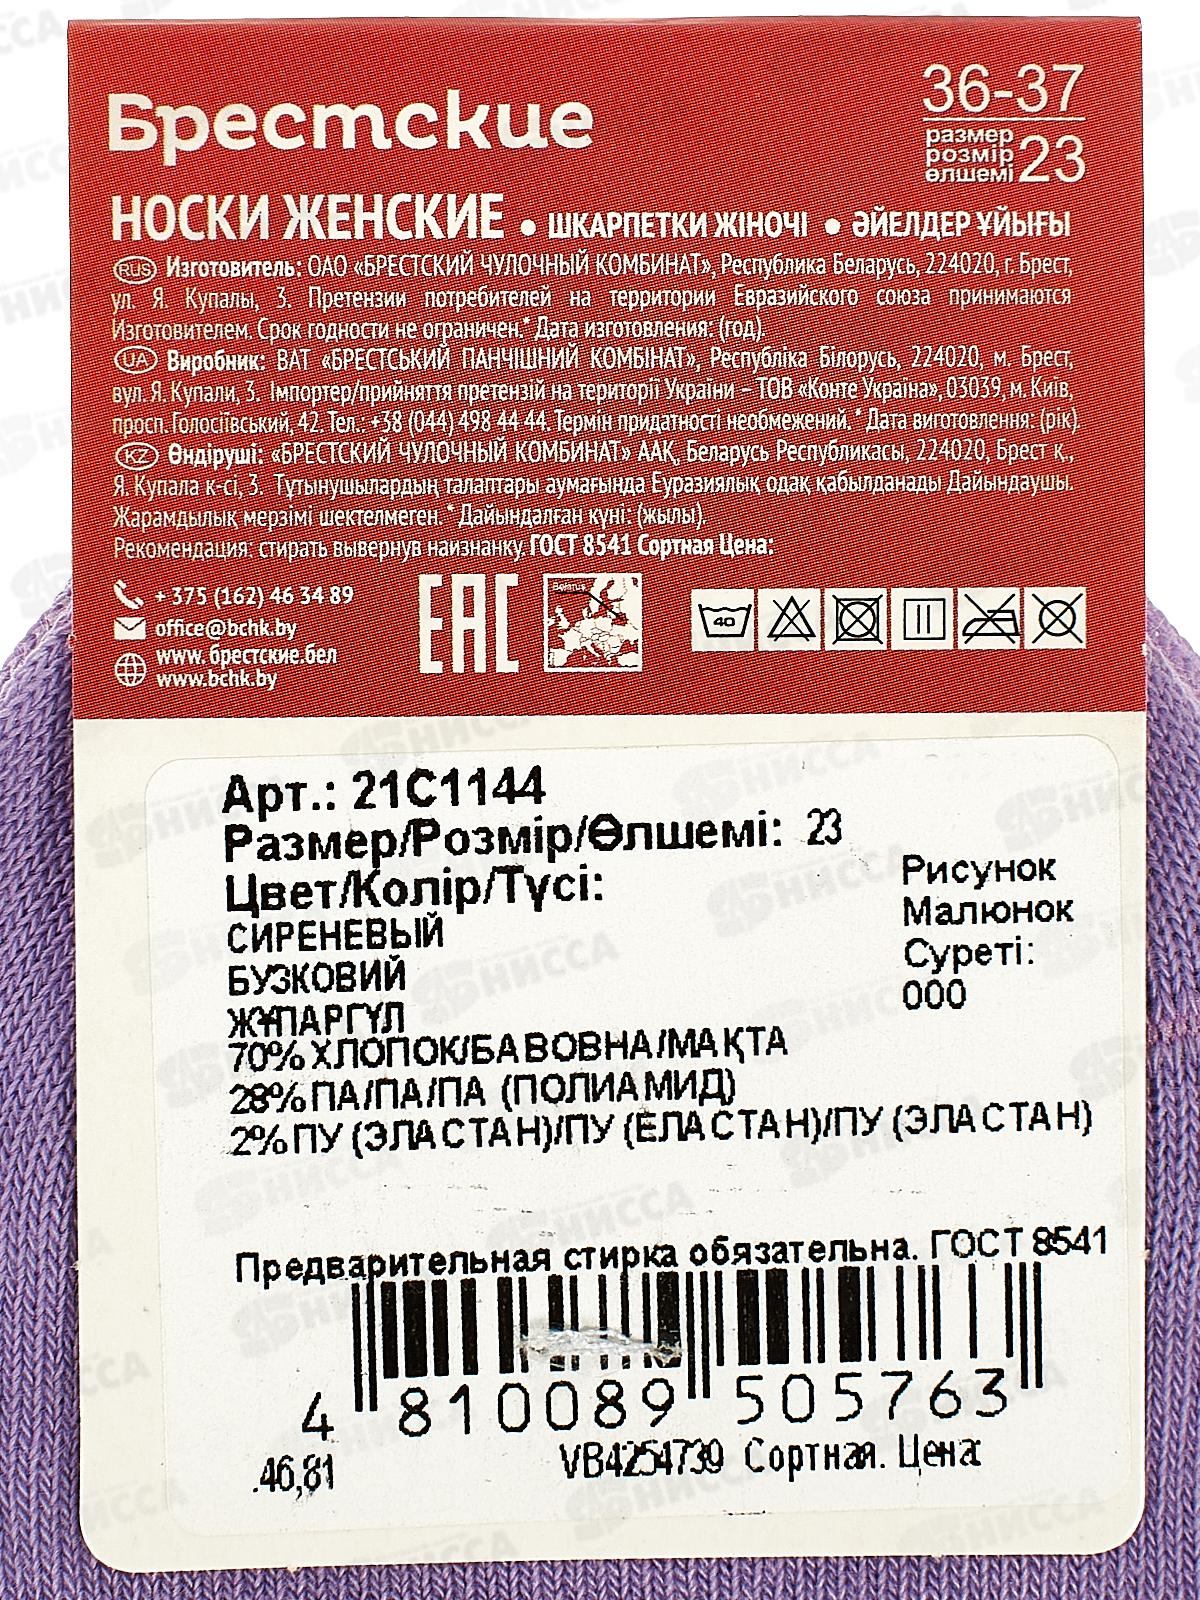 Брестские
36-37
размер
розмір
өлшемі
23
НОСКИ ЖЕНСКИЕ • ШКАРПЕТКИ ЖІНОЧІ • ӘЙЕЛДЕР ҰЙЫҒЫ
RUS Изготовитель: ОАО «БРЕСТСКИЙ ЧУЛОЧНЫЙ КОМБИНАТ», Республика Беларусь, 224020, г. Брест,
ул. Я. Купалы, 3. Претензии потребителей на территории Евразийского союза принимаются
Изготовителем. Срок годности не ограничен.* Дата изготовления: (год).
UA Виробник: ВАТ «БРЕСТСЬКИЙ ПАНЧІШНИЙ КОМБІНАТ», Республіка Білорусь, 224020, м. Брест,
вул. Я. Купали, 3. Імпортер/прийняття претензій на території України – ТОВ «Конте Україна», 03039, м. Київ,
просп. Голосіївський, 42. Тел.: +38 (044) 498 44 44. Термін придатності необмежений.* Дата виготовлення: (рік).
KZ Өндіруші: «БРЕСТСКИЙ ЧУЛОЧНЫЙ КОМБИНАТ» ААҚ, Беларусь Республикасы, 224020, Брест қ.,
Я. Купала к-сі, 3. Тұтынушылардың талаптары аумағында Еуразиялық одақ қабылданады Дайындаушы.
Жарамдылық мерзімі шектелмеген.* Дайындалған күні: (жылы).
Рекомендация: стирать вывернув наизнанку. ГОСТ 8541 Сортная Цена:
+ 375 (162) 46 34 89
office@bchk.by
www. брестские.бел
www.bchk.by
EAC
Belarus
40
Арт.: 21С1144
Размер/Розмір/Өлшемі: 23
Цвет/Колір/Түсі:
СИРЕНЕВЫЙ
БУЗКОВИЙ
ЖҰПАРГҮЛ
Рисунок
Малюнок
Суреті:
000
70% ХЛОПОК/БАВОВНА/МАҚТА
28% ПА/ПА/ПА (ПОЛИАМИД)
2% ПУ (ЭЛАСТАН)/ПУ (ЕЛАСТАН)/ПУ (ЭЛАСТАН)
Предварительная стирка обязательна. ГОСТ 8541
4 810089 505763
.46,81
VB4254739 Сортная. Цена:
НИССА